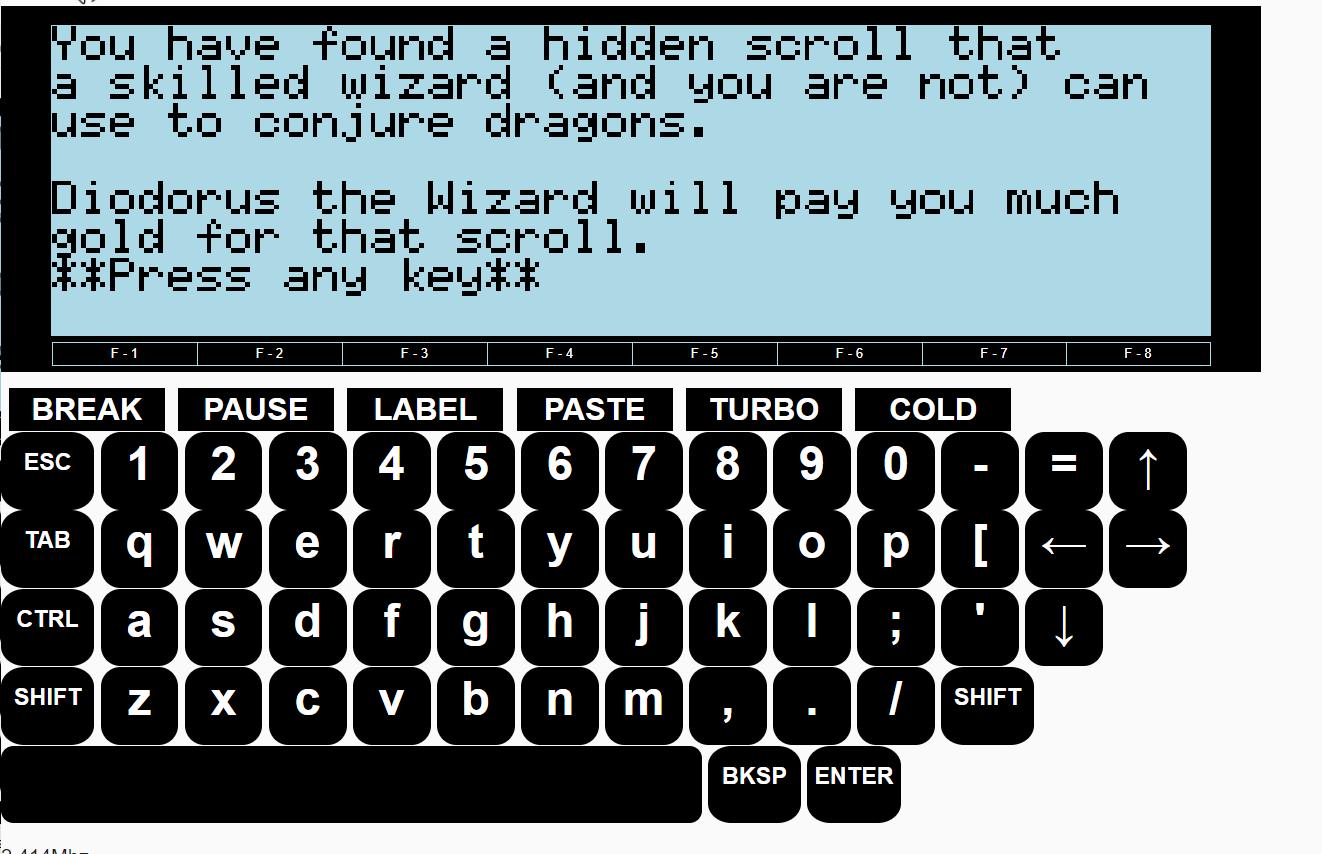 You have found a hidden scroll that
a skilled wizard (and you are not) can
use to conjure dragons.
Diodorus the Wizard will pay you much
gold for that scroll.
**Press any key**
F-1 F-2 F-3 F-4 F-5 F-6 F-7 F-8
BREAK PAUSE LABEL PASTE TURBO COLD
ESC 1 2 3 4 5 6 7 8 9 0 - = ↑
TAB q w e r t y u i o p [ ← →
CTRL a s d f g h j k l ; ' ↓
SHIFT z x c v b n m , . / SHIFT
BKSP ENTER